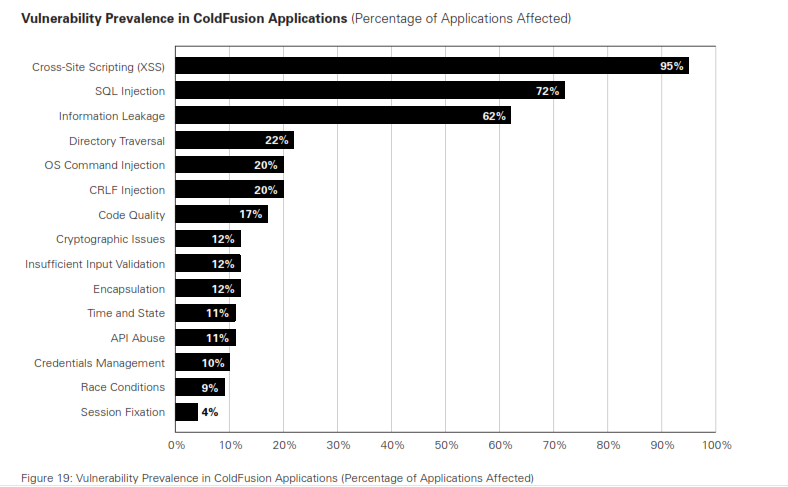 Vulnerability Prevalence in ColdFusion Applications (Percentage of Applications Affected)
Cross-Site Scripting (XSS) 95%
SQL Injection 72%
Information Leakage 62%
Directory Traversal 22%
OS Command Injection 20%
CRLF Injection 20%
Code Quality 17%
Cryptographic Issues 12%
Insufficient Input Validation 12%
Encapsulation 12%
Time and State 11%
API Abuse 11%
Credentials Management 10%
Race Conditions 9%
Session Fixation 4%
0% 10% 20% 30% 40% 50% 60% 70% 80% 90% 100%
Figure 19: Vulnerability Prevalence in ColdFusion Applications (Percentage of Applications Affected)